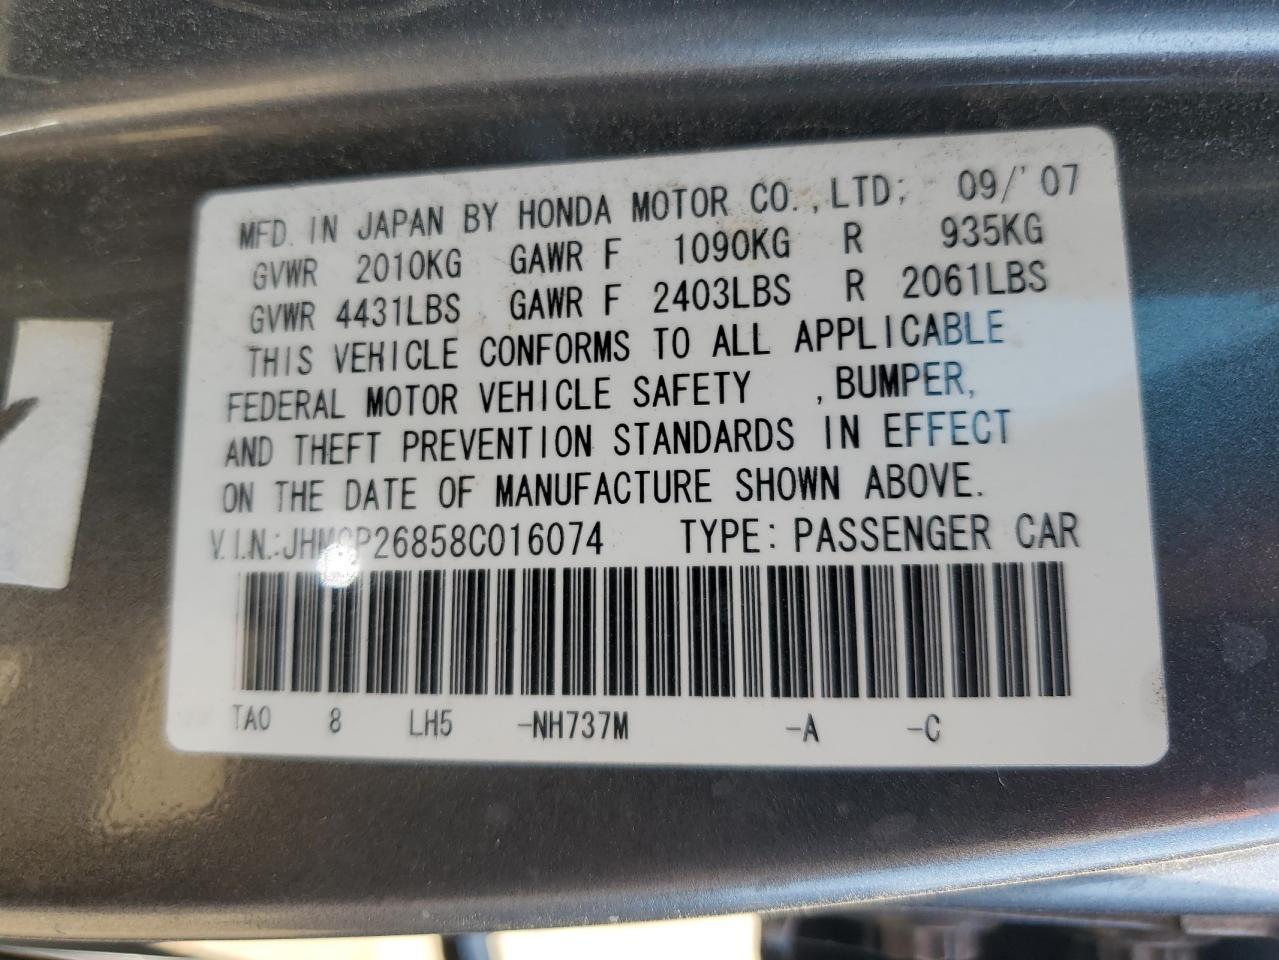 MFD. IN JAPAN BY HONDA MOTOR CO.,LTD; 09/'07
GVWR 2010KG GAWR F 1090KG R 935KG
GVWR 4431LBS GAWR F 2403LBS R 2061LBS
THIS VEHICLE CONFORMS TO ALL APPLICABLE
FEDERAL MOTOR VEHICLE SAFETY , BUMPER,
AND THEFT PREVENTION STANDARDS IN EFFECT
ON THE DATE OF MANUFACTURE SHOWN ABOVE.
V.I.N.:JHMCP26858C016074 TYPE: PASSENGER CAR
TA0 8 LH5 -NH737M -A -C